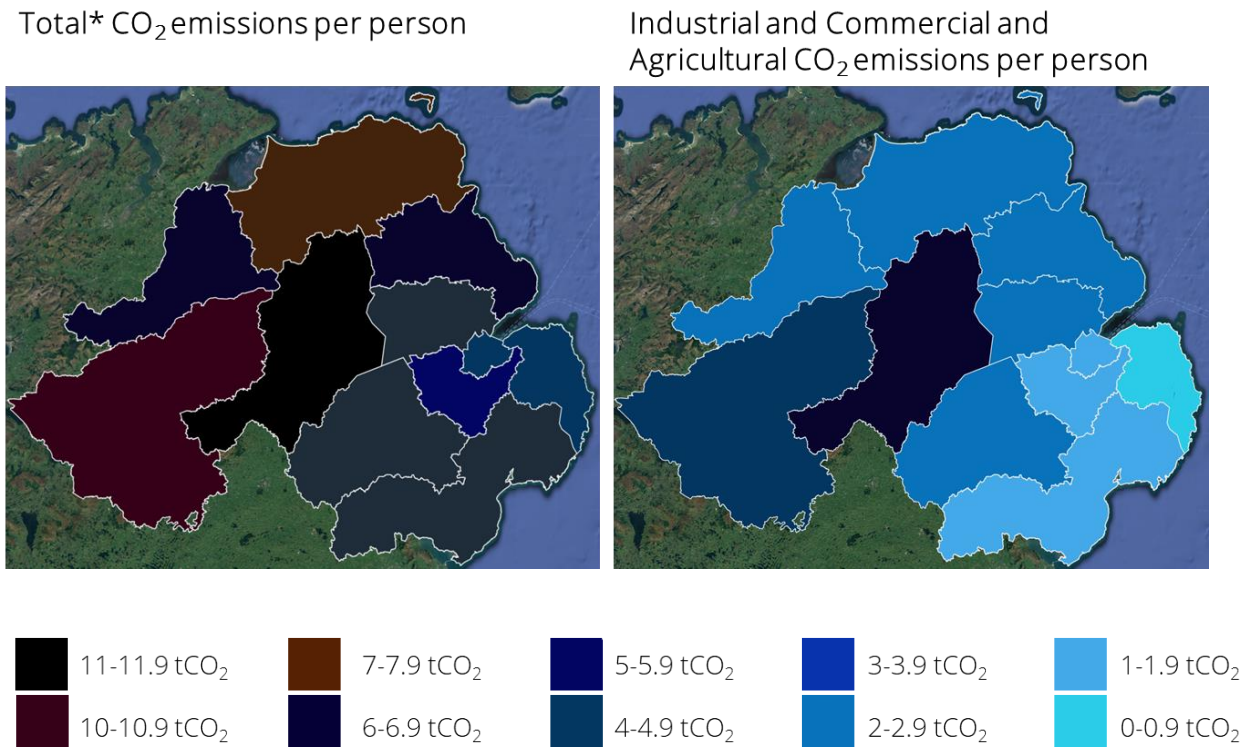 Total* CO₂ emissions per person
Industrial and Commercial and
Agricultural CO₂ emissions per person
11-11.9 tCO₂
7-7.9 tCO₂
5-5.9 tCO₂
3-3.9 tCO₂
1-1.9 tCO₂
10-10.9 tCO₂
6-6.9 tCO₂
4-4.9 tCO₂
2-2.9 tCO₂
0-0.9 tCO₂